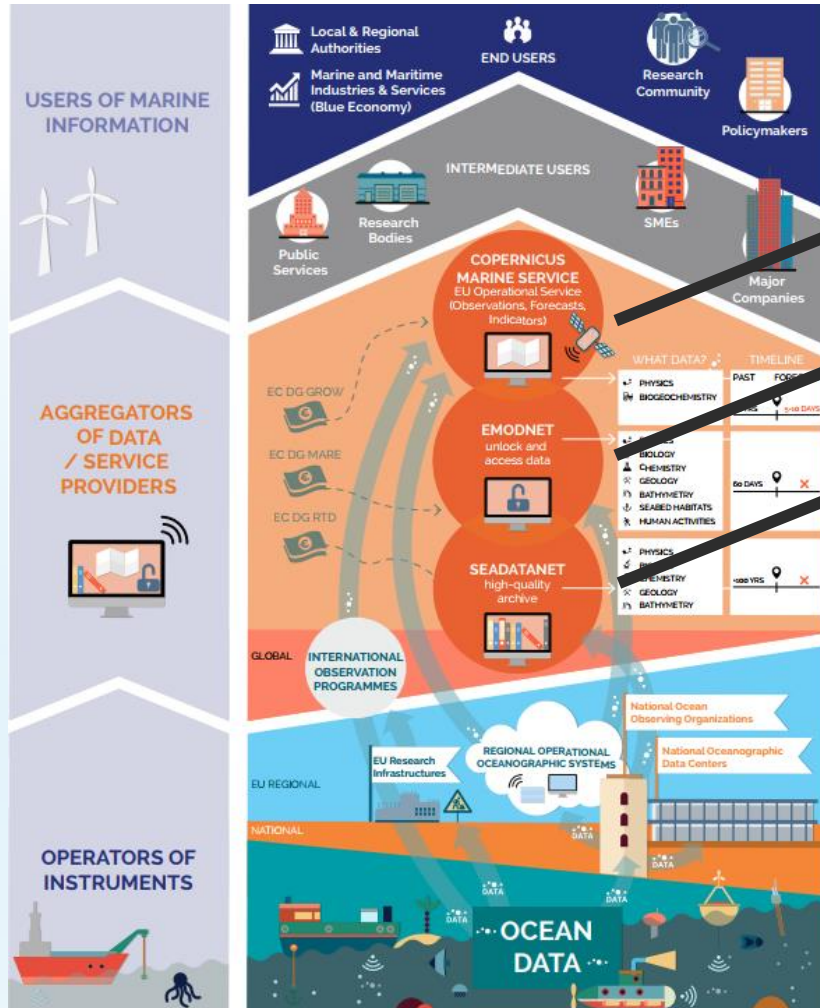 USERS OF MARINE
INFORMATION
AGGREGATORS
OF DATA
/ SERVICE
PROVIDERS
OPERATORS OF
INSTRUMENTS
Local & Regional
Authorities
Marine and Maritime
Industries & Services
(Blue Economy)
END USERS
Research
Community
Policymakers
INTERMEDIATE USERS
Public
Services
Research
Bodies
SMEs
Major
Companies
COPERNICUS
MARINE SERVICE
EU Operational Service
(Observations, Forecasts,
Indicators)
EC DG GROW
EC DG MARE
EC DG RTD
EMODNET
unlock and
access data
SEADATANET
high-quality
archive
WHAT DATA?
TIMELINE
PHYSICS
BIOGEOCHEMISTRY
PAST
5-10 DAYS
BIOLOGY
CHEMISTRY
GEOLOGY
BATHYMETRY
SEABED HABITATS
HUMAN ACTIVITIES
60 DAYS
PHYSICS
CHEMISTRY
GEOLOGY
BATHYMETRY
-100 YRS
GLOBAL
INTERNATIONAL
OBSERVATION
PROGRAMMES
EU REGIONAL
EU Research
Infrastructures
REGIONAL OPERATIONAL
OCEANOGRAPHIC SYSTEMS
National Ocean
Observing Organizations
National Oceanographic
Data Centers
NATIONAL
DATA
DATA
DATA
DATA
DATA
OCEAN
DATA